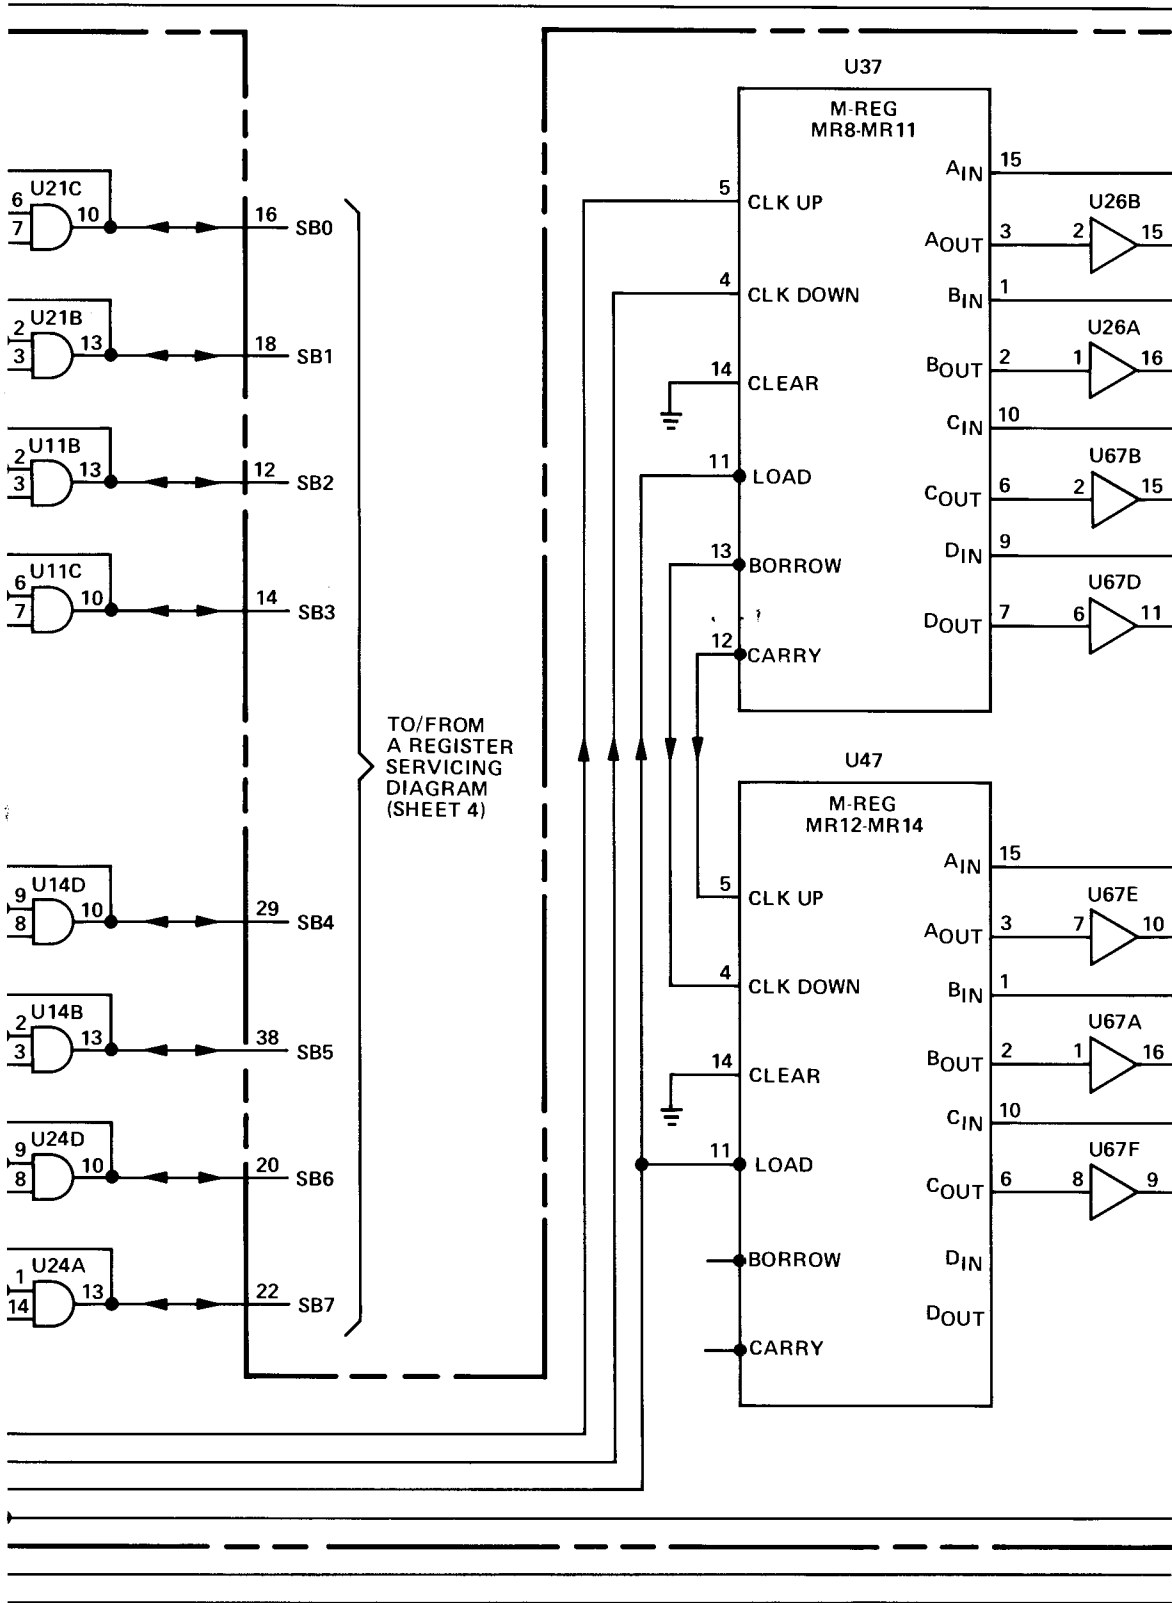 U21C
6
7
10
16
SB0
U21B
2
3
13
18
SB1
U11B
2
3
13
12
SB2
U11C
6
7
10
14
SB3
TO/FROM
A REGISTER
SERVICING
DIAGRAM
(SHEET 4)
U14D
9
8
10
29
SB4
U14B
2
3
13
38
SB5
U24D
9
8
10
20
SB6
U24A
1
14
13
22
SB7
U37
M-REG
MR8-MR11
5 CLK UP
4 CLK DOWN
14 CLEAR
11 LOAD
13 BORROW
12 CARRY
AIN 15
AOUT 3
U26B
2 15
BIN 1
BOUT 2
U26A
1 16
CIN 10
COUT 6
U67B
2 15
DIN 9
DOUT 7
U67D
6 11
U47
M-REG
MR12-MR14
5 CLK UP
4 CLK DOWN
14 CLEAR
11 LOAD
BORROW
CARRY
AIN 15
AOUT 3
U67E
7 10
BIN 1
BOUT 2
U67A
1 16
CIN 10
COUT 6
U67F
8 9
DIN
DOUT